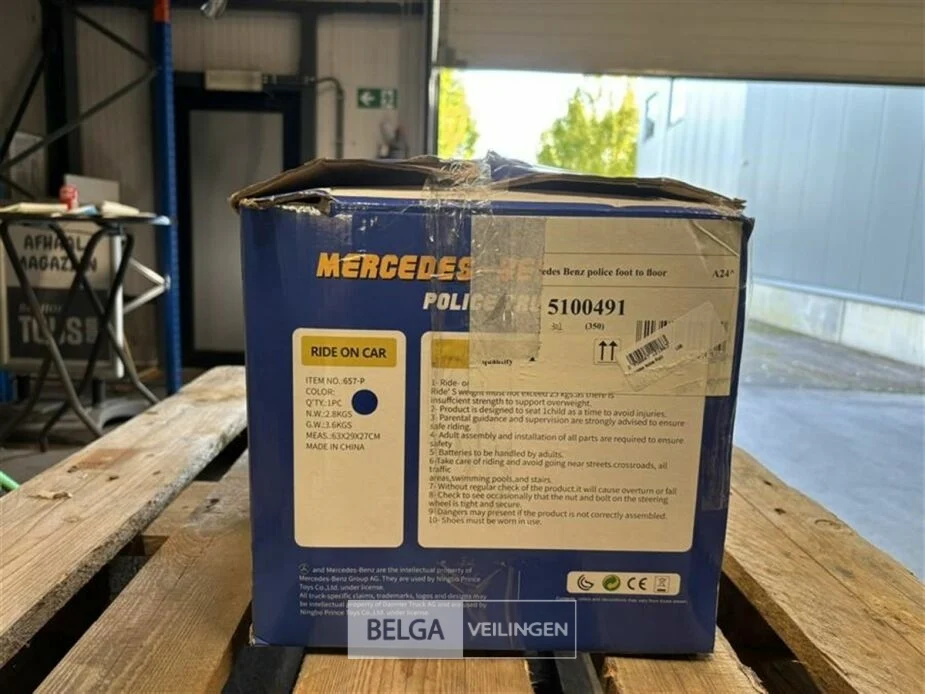 AFHAAL
MAGAZIJN
MERCEDES
POLICE
des Benz police foot to floor
A24
5100491
(350)
RIDE ON CAR
ITEM NO.:657-P
COLOR:
Q'TY.:1PC
N.W.:2.8KGS
G.W.:3.6KGS
MEAS.:63X29X27CM
MADE IN CHINA
1- Ride-
Ride' S weight must not exceed 25 kgs.as there is
insufficient strength to support overweight.
2- Product is designed to seat 1child as a time to avoid injuries.
3- Parental guidance and supervision are strongly advised to ensure
safe riding.
4- Adult assembly and installation of all parts are required to ensure
safety
5- Batteries to be handled by adults.
6-Take care of riding and avoid going near streets.crossroads, all
traffic
areas,swimming pools,and stairs.
7- Without regular check of the product.it will cause overturn or fall
8- Check to see occasionally that the nut and bolt on the steering
wheel is tight and secure.
9- Dangers may present if the product is not correctly assembled.
10- Shoes must be worn in use.
and Mercedes-Benz are the intellectual property of
Mercedes-Benz Group AG. They are used by Ningbo Prince
Toys Co.,Ltd. under license.
All truck-specific claims, trademarks, logos and designs may
be intellectual property of Daimler Truck AG and are used by
Ningbo Prince Toys Co.,Ltd. under license.
CE
BELGA VEILINGEN